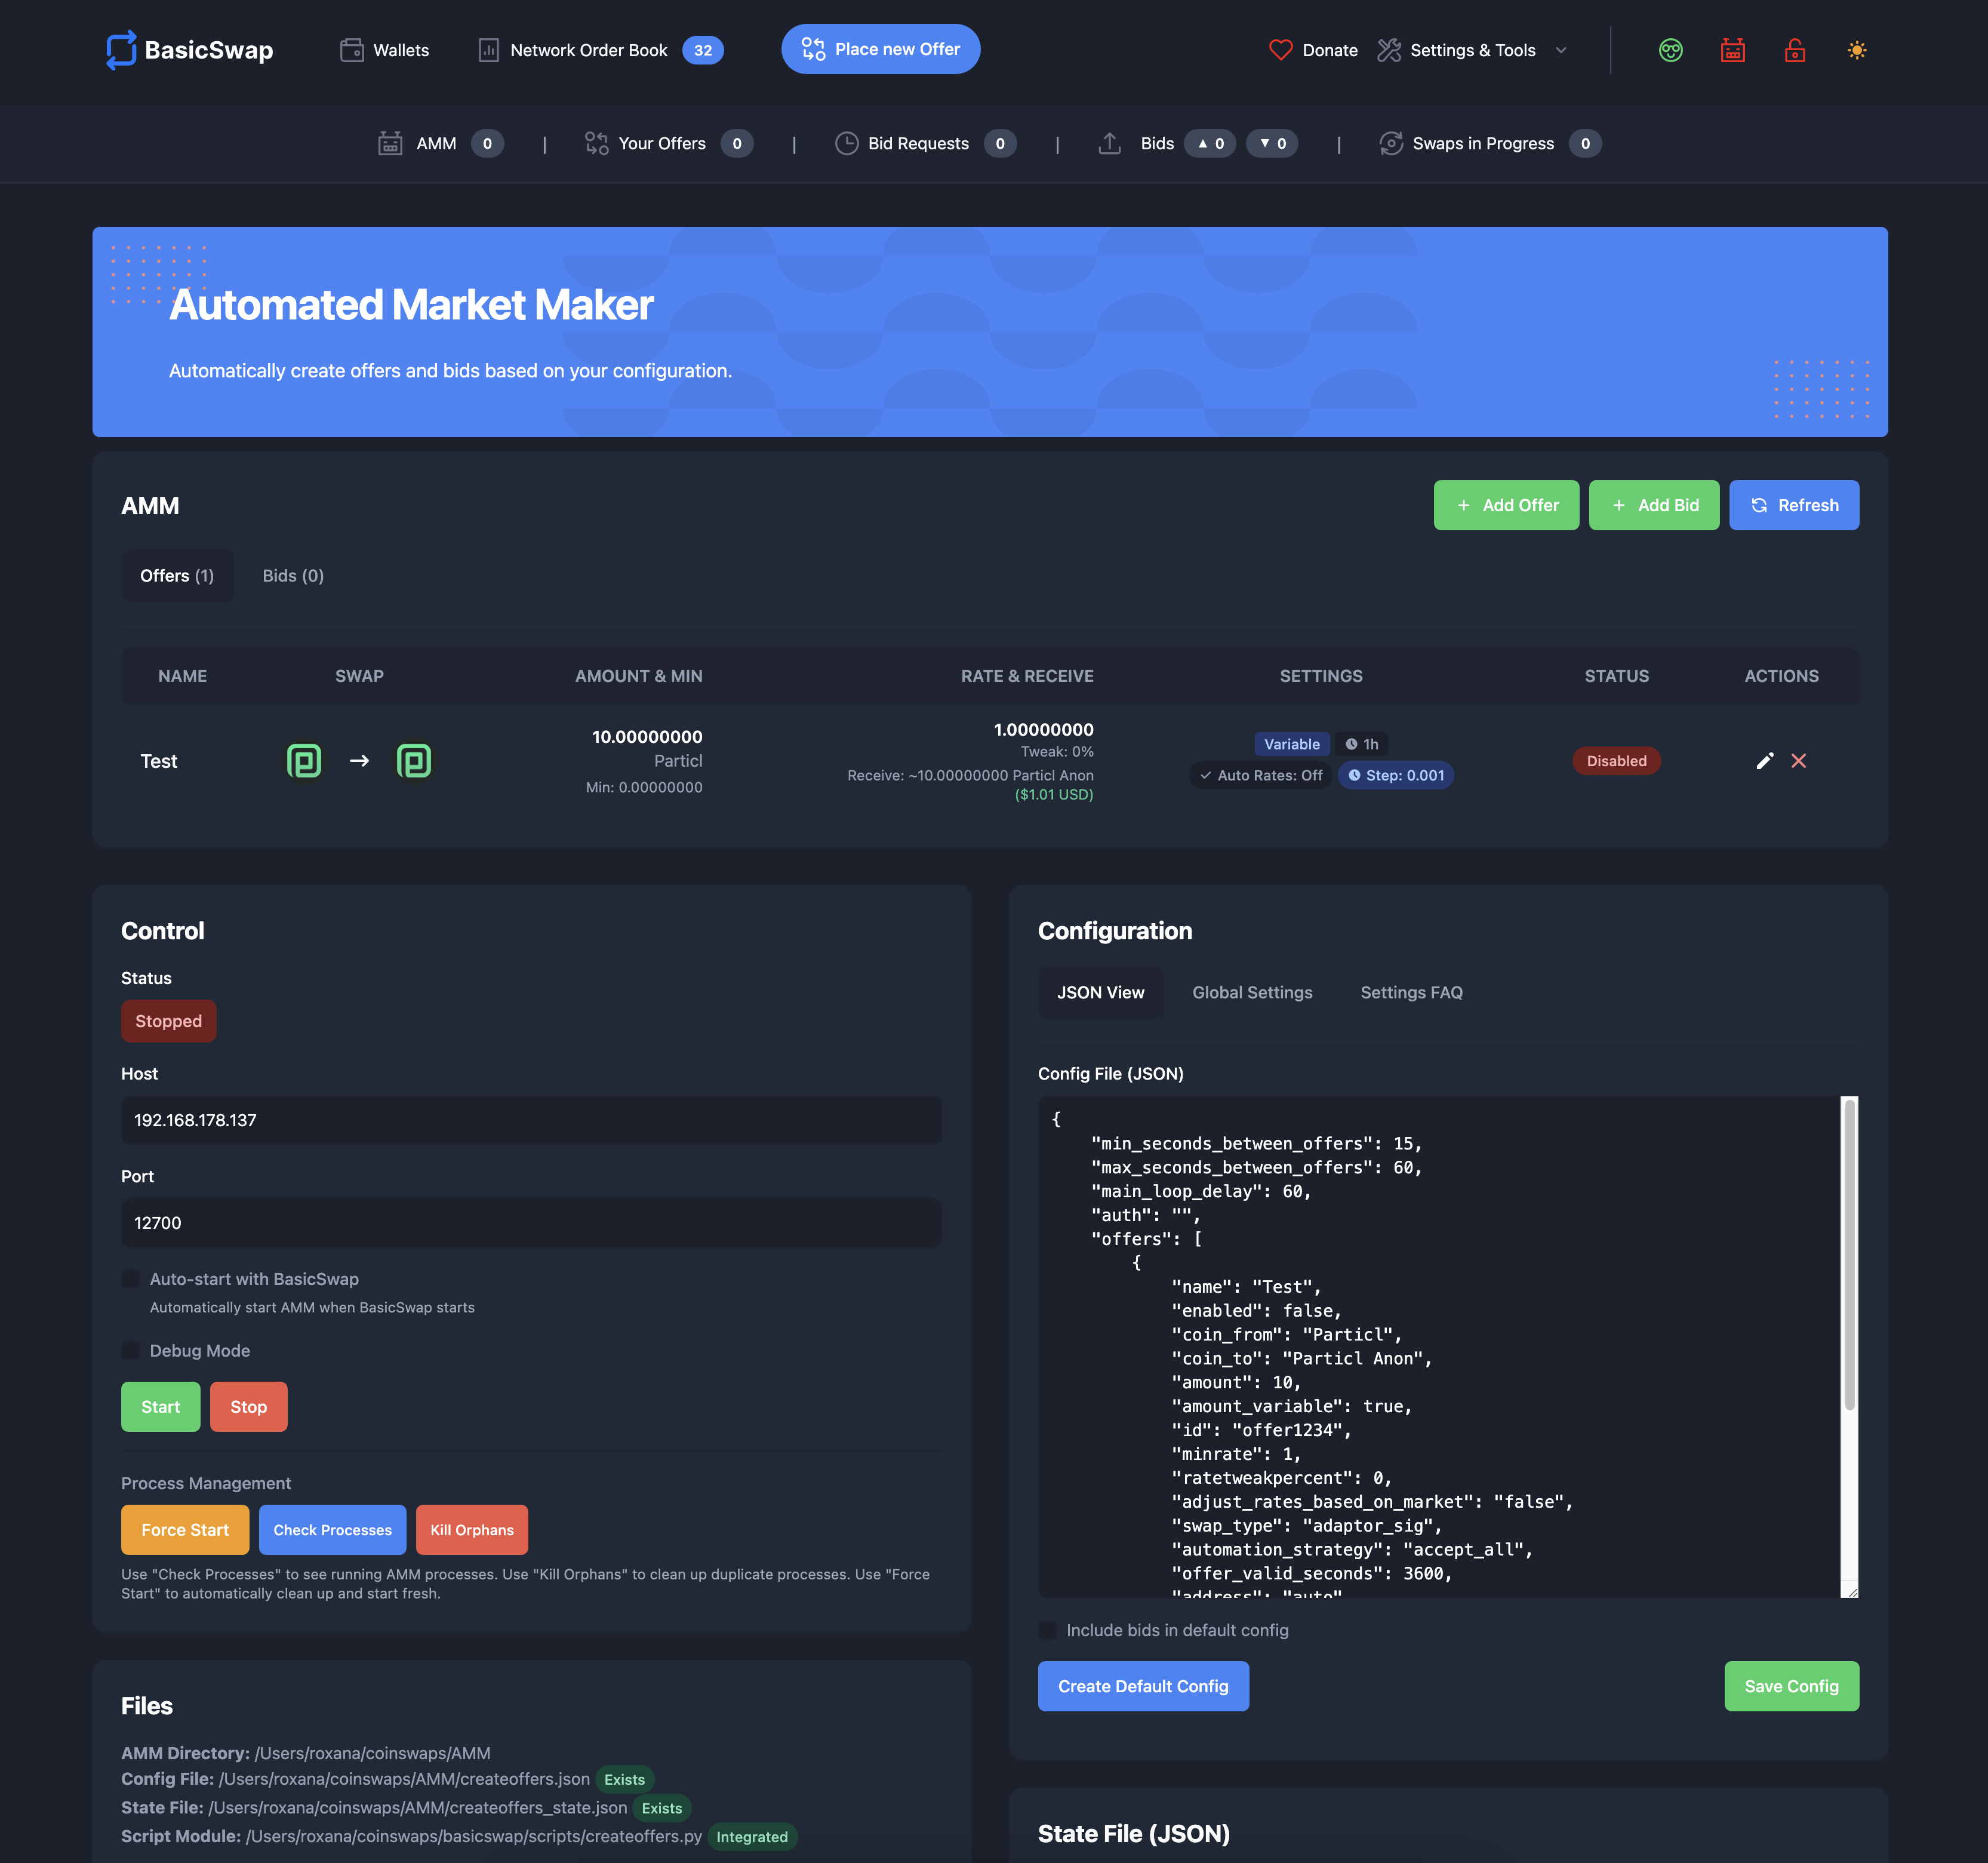 BasicSwap
Wallets
Network Order Book 32
Place new Offer
Donate
Settings & Tools
AMM 0 | Your Offers 0 | Bid Requests 0 | Bids ▲ 0 ▼ 0 | Swaps in Progress 0
Automated Market Maker
Automatically create offers and bids based on your configuration.
AMM
+ Add Offer
+ Add Bid
Refresh
Offers (1)
Bids (0)
NAME SWAP AMOUNT & MIN RATE & RECEIVE SETTINGS STATUS ACTIONS
Test
→
10.00000000
Particl
Min: 0.00000000
1.00000000
Tweak: 0%
Receive: ~10.00000000 Particl Anon
($1.01 USD)
Variable 1h
✓ Auto Rates: Off Step: 0.001
Disabled
Control
Status
Stopped
Host
192.168.178.137
Port
12700
Auto-start with BasicSwap
Automatically start AMM when BasicSwap starts
Debug Mode
Start
Stop
Process Management
Force Start
Check Processes
Kill Orphans
Use "Check Processes" to see running AMM processes. Use "Kill Orphans" to clean up duplicate processes. Use "Force
Start" to automatically clean up and start fresh.
Files
AMM Directory: /Users/roxana/coinswaps/AMM
Config File: /Users/roxana/coinswaps/AMM/createoffers.json Exists
State File: /Users/roxana/coinswaps/AMM/createoffers_state.json Exists
Script Module: /Users/roxana/coinswaps/basicswap/scripts/createoffers.py Integrated
Configuration
JSON View
Global Settings
Settings FAQ
Config File (JSON)
{
"min_seconds_between_offers": 15,
"max_seconds_between_offers": 60,
"main_loop_delay": 60,
"auth": "",
"offers": [
{
"name": "Test",
"enabled": false,
"coin_from": "Particl",
"coin_to": "Particl Anon",
"amount": 10,
"amount_variable": true,
"id": "offer1234",
"minrate": 1,
"ratetweakpercent": 0,
"adjust_rates_based_on_market": "false",
"swap_type": "adaptor_sig",
"automation_strategy": "accept_all",
"offer_valid_seconds": 3600,
"address": "auto"
Include bids in default config
Create Default Config
Save Config
State File (JSON)